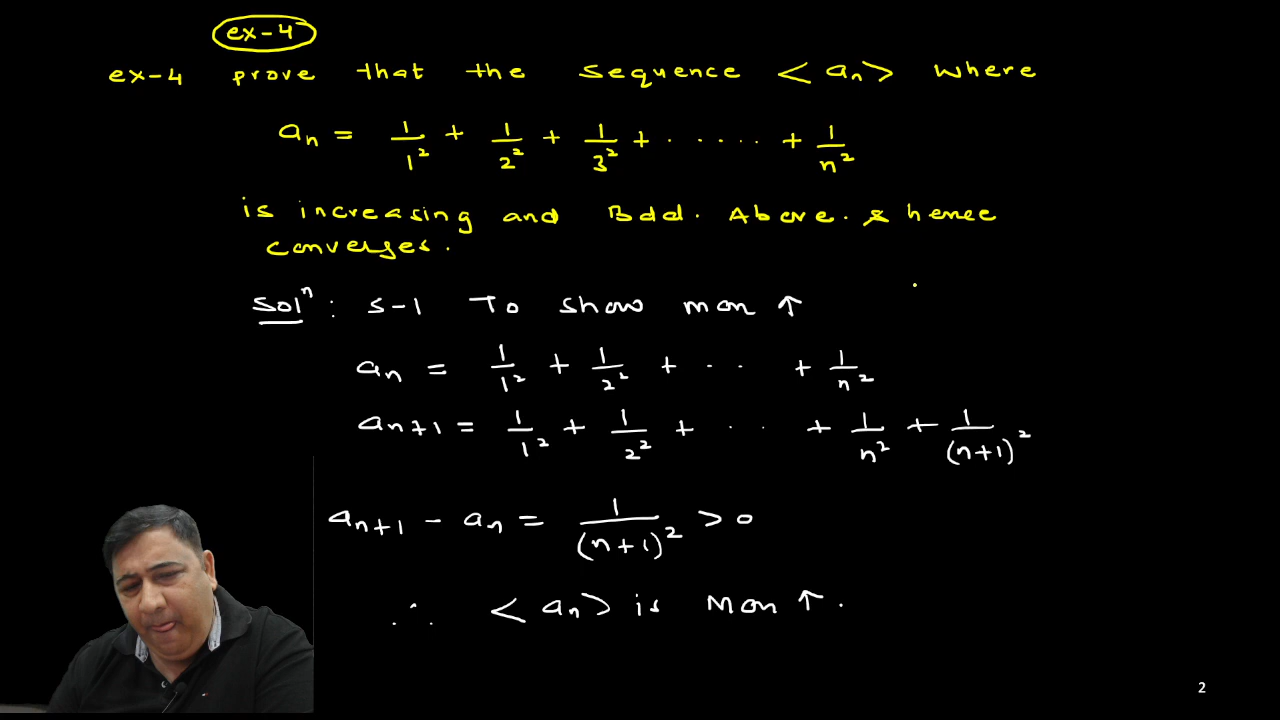 ex-4
ex-4 prove that the sequence <aₙ> where
aₙ = 1/1² + 1/2² + 1/3² + ..... + 1/n²
is increasing and Bdd. Above. & hence
converges.
Solⁿ: s-1 To show mon ↑
aₙ = 1/1² + 1/2² + .. + 1/n²
aₙ₊₁ = 1/1² + 1/2² + .. + 1/n² + 1/(n+1)²
aₙ₊₁ - aₙ = 1/(n+1)² > 0
∴ <aₙ> is Mon ↑.
2